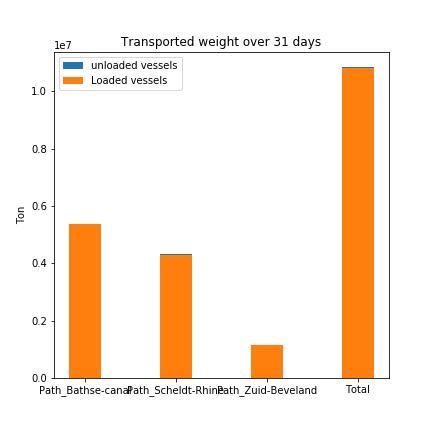 Transported weight over 31 days
1e7
unloaded vessels
Loaded vessels
1.0
0.8
0.6
0.4
0.2
0.0
Ton
Path_Bathse-canal Path_Scheldt-Rhine Path_Zuid-Beveland Total